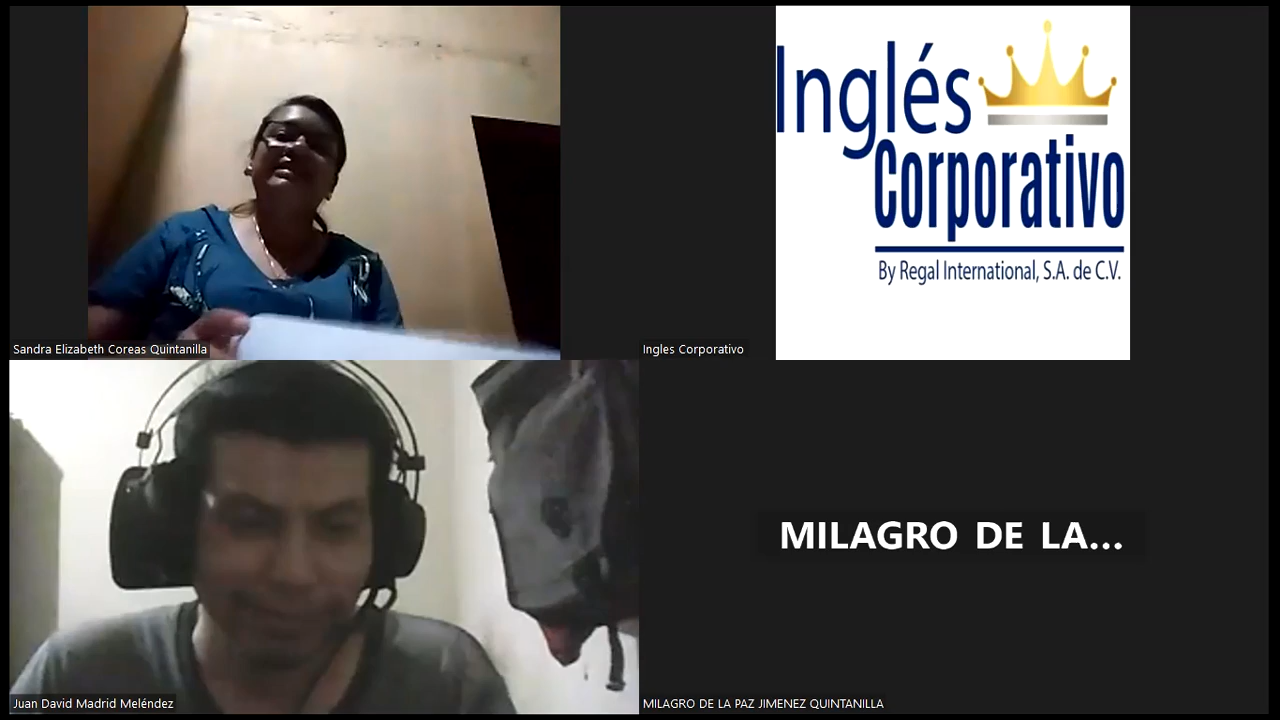 Inglés
Corporativo
By Regal International, S.A. de C.V.
Sandra Elizabeth Coreas Quintanilla
Ingles Corporativo
MILAGRO DE LA...
Juan David Madrid Meléndez
MILAGRO DE LA PAZ JIMENEZ QUINTANILLA